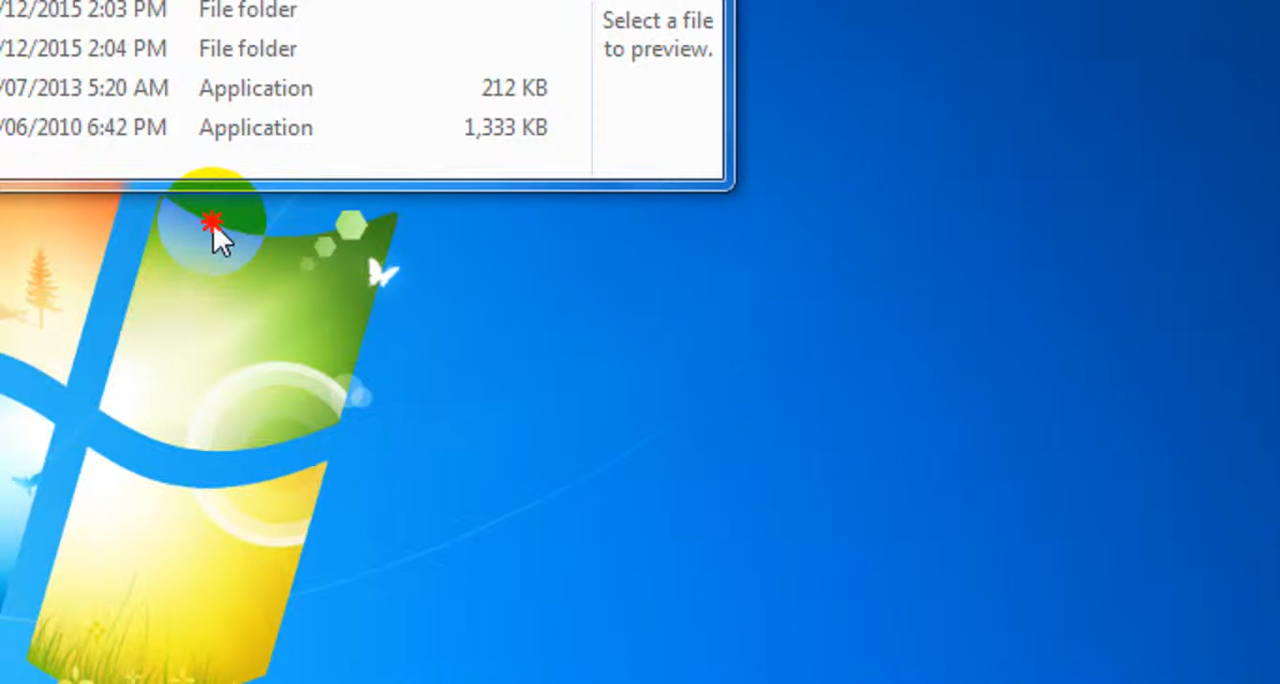 /12/2015 2:03 PM File folder
/12/2015 2:04 PM File folder
/07/2013 5:20 AM Application 212 KB
/06/2010 6:42 PM Application 1,333 KB
Select a file
to preview.